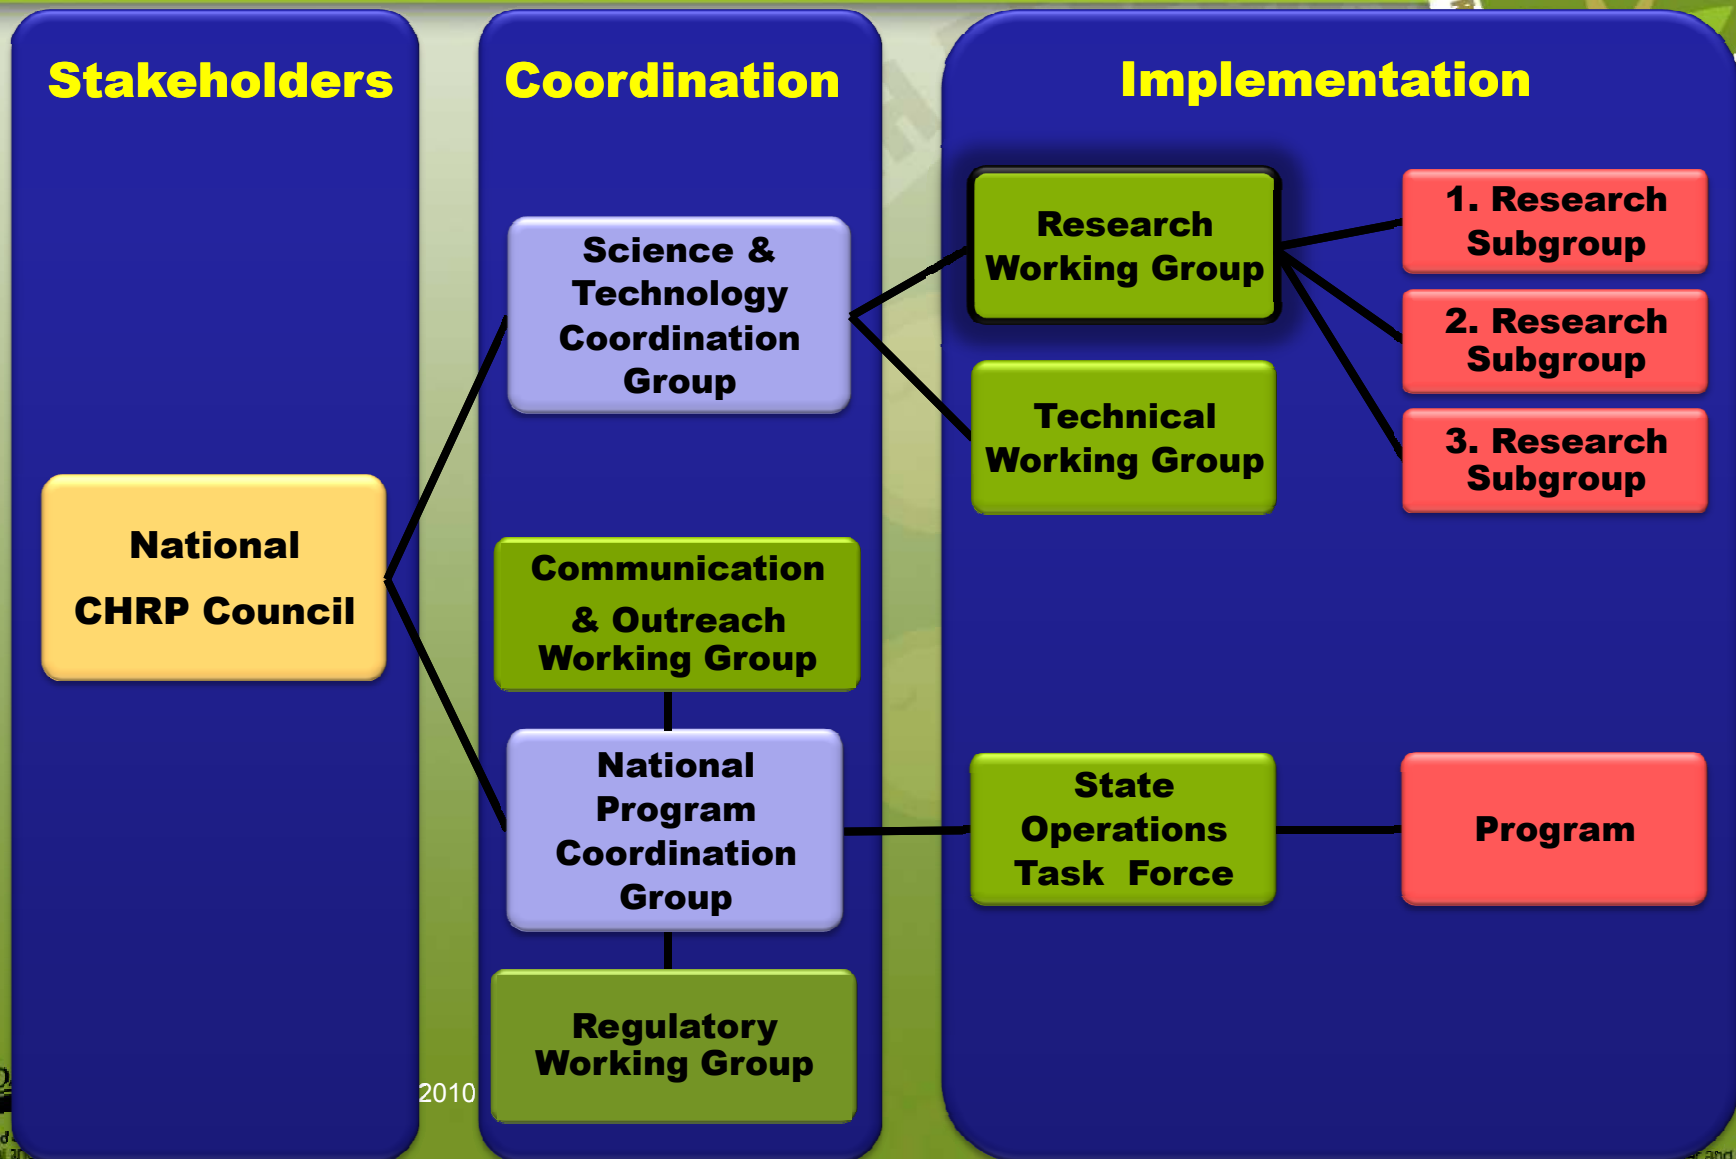 Stakeholders
Coordination
Implementation
National
CHRP Council
Science &
Technology
Coordination
Group
Communication
& Outreach
Working Group
National
Program
Coordination
Group
Regulatory
Working Group
Research
Working Group
Technical
Working Group
State
Operations
Task Force
1. Research
Subgroup
2. Research
Subgroup
3. Research
Subgroup
Program
2010